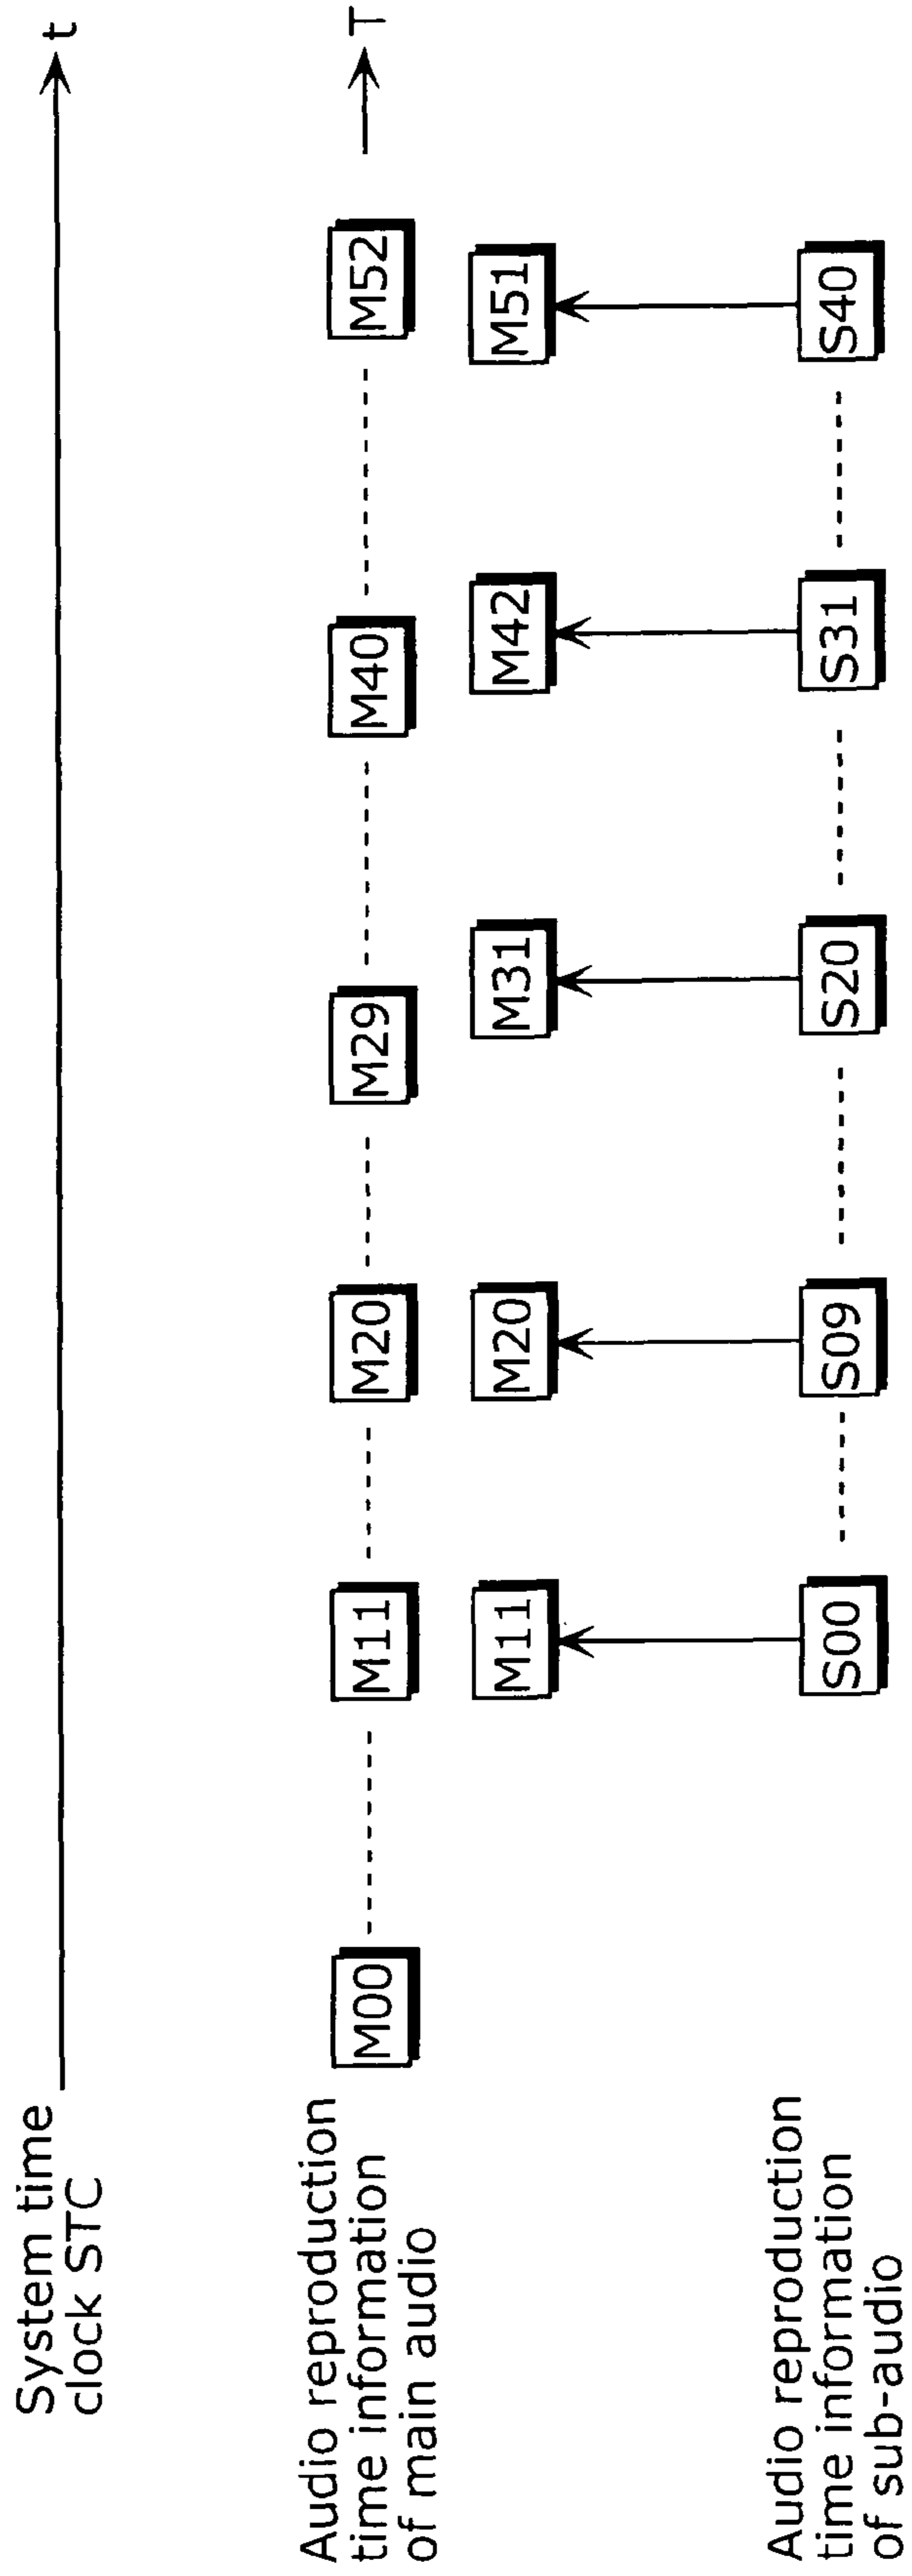 System time
clock STC
t
Audio reproduction
time information
of main audio
M00
M11
M20
M29
M40
M52
T
M11
M20
M31
M42
M51
Audio reproduction
time information
of sub-audio
S00
S09
S20
S31
S40